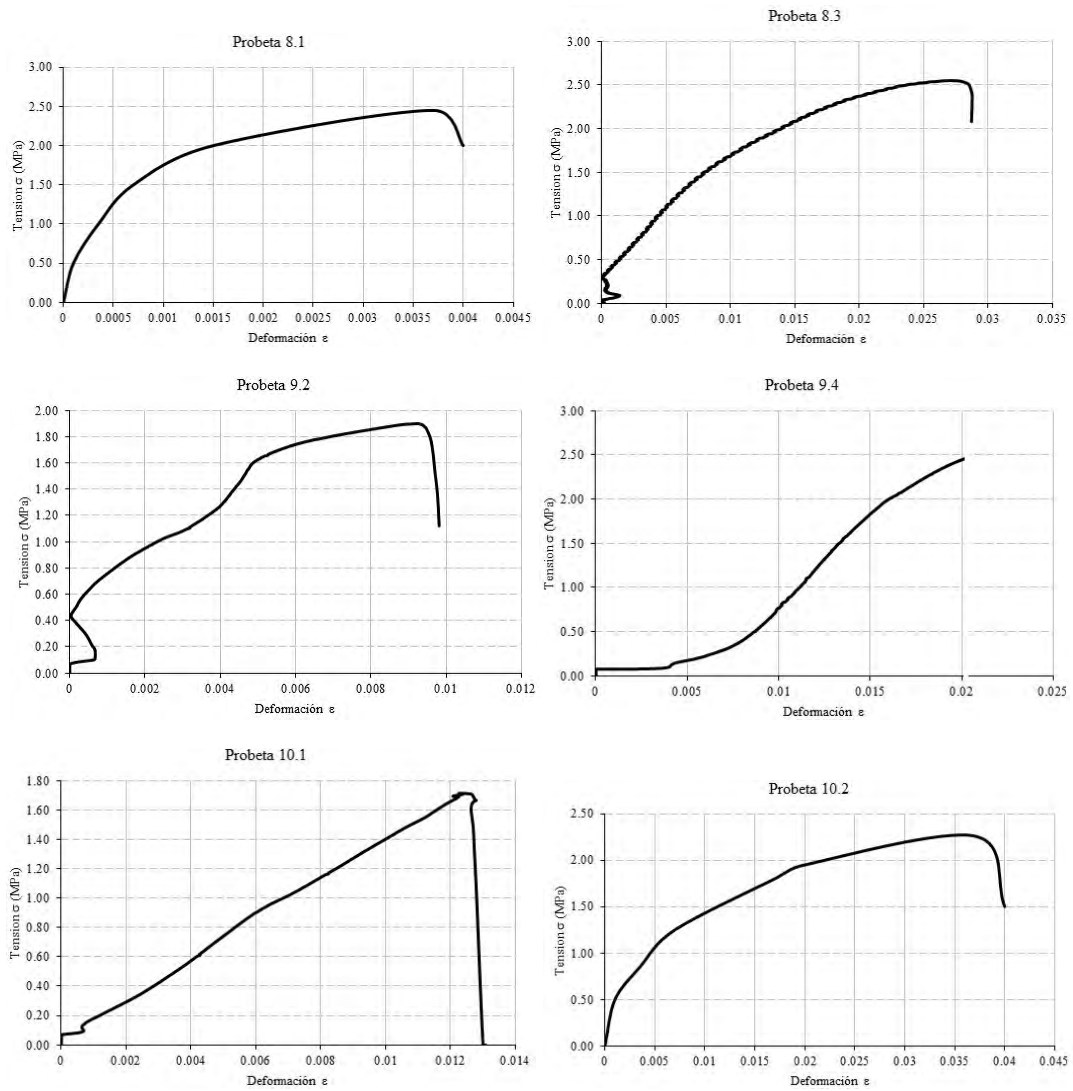 Probeta 8.1
Tension σ (MPa)
3.00
2.50
2.00
1.50
1.00
0.50
0.00
0 0.0005 0.001 0.0015 0.002 0.0025 0.003 0.0035 0.004 0.0045
Deformación ε
Probeta 8.3
Tension σ (MPa)
3.00
2.50
2.00
1.50
1.00
0.50
0.00
0 0.005 0.01 0.015 0.02 0.025 0.03 0.035
Deformación ε
Probeta 9.2
Tension σ (MPa)
2.00
1.80
1.60
1.40
1.20
1.00
0.80
0.60
0.40
0.20
0.00
0 0.002 0.004 0.006 0.008 0.01 0.012
Deformación ε
Probeta 9.4
Tension σ (MPa)
3.00
2.50
2.00
1.50
1.00
0.50
0.00
0 0.005 0.01 0.015 0.02 0.025
Deformación ε
Probeta 10.1
Tension σ (MPa)
1.80
1.60
1.40
1.20
1.00
0.80
0.60
0.40
0.20
0.00
0 0.002 0.004 0.006 0.008 0.01 0.012 0.014
Deformación ε
Probeta 10.2
Tension σ (MPa)
2.50
2.00
1.50
1.00
0.50
0.00
0 0.005 0.01 0.015 0.02 0.025 0.03 0.035 0.04 0.045
Deformación ε